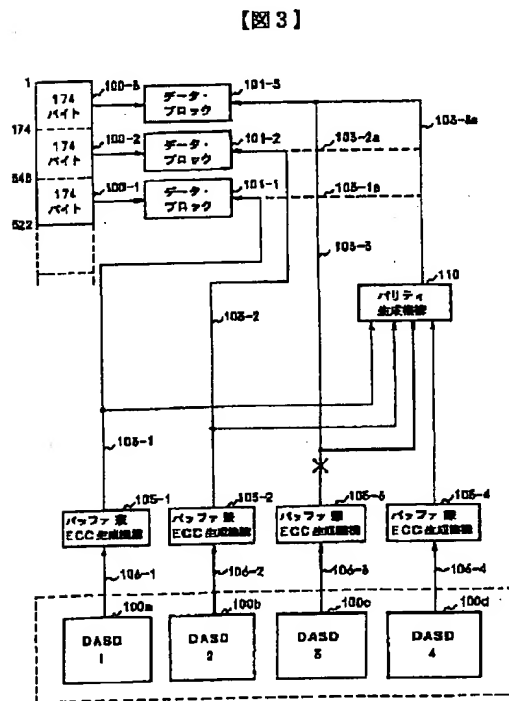 【図3】
1
174
バイト
100-3
データ・
ブロック
101-3
103-3a
174
174
バイト
100-2
データ・
ブロック
101-2
103-2a
348
174
バイト
100-1
データ・
ブロック
101-1
103-1a
522
103-3
110
パリティ
生成機構
103-2
103-1
105-1
105-2
105-3
105-4
バッファ兼
ECC生成機構
バッファ兼
ECC生成機構
バッファ兼
ECC生成機構
バッファ兼
ECC生成機構
106-1
106-2
106-3
106-4
100a
100b
100c
100d
DASD
1
DASD
2
DASD
3
DASD
4